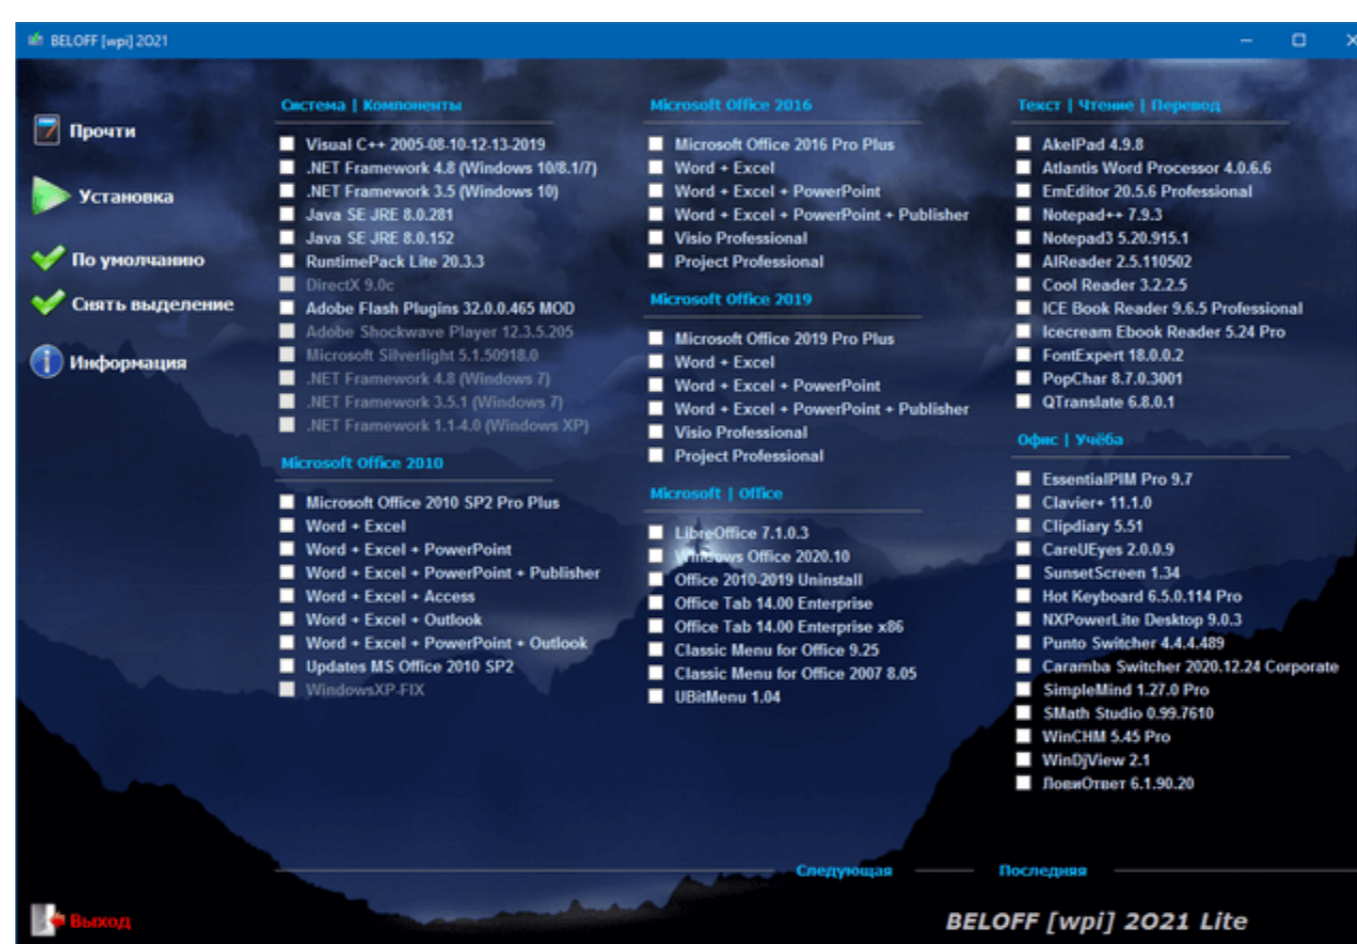 BELOFF [wpi] 2021
Прочти
Установка
По умолчанию
Снять выделение
Информация
Выход
Система | Компоненты
Visual C++ 2005-08-10-12-13-2019
.NET Framework 4.8 (Windows 10/8.1/7)
.NET Framework 3.5 (Windows 10)
Java SE JRE 8.0.281
Java SE JRE 8.0.152
RuntimePack Lite 20.3.3
DirectX 9.0c
Adobe Flash Plugins 32.0.0.465 MOD
Adobe Shockwave Player 12.3.5.205
Microsoft Silverlight 5.1.50918.0
.NET Framework 4.8 (Windows 7)
.NET Framework 3.5.1 (Windows 7)
.NET Framework 1.1-4.0 (Windows XP)
Microsoft Office 2010
Microsoft Office 2010 SP2 Pro Plus
Word + Excel
Word + Excel + PowerPoint
Word + Excel + PowerPoint + Publisher
Word + Excel + Access
Word + Excel + Outlook
Word + Excel + PowerPoint + Outlook
Updates MS Office 2010 SP2
WindowsXP-FIX
Microsoft Office 2016
Microsoft Office 2016 Pro Plus
Word + Excel
Word + Excel + PowerPoint
Word + Excel + PowerPoint + Publisher
Visio Professional
Project Professional
Microsoft Office 2019
Microsoft Office 2019 Pro Plus
Word + Excel
Word + Excel + PowerPoint
Word + Excel + PowerPoint + Publisher
Visio Professional
Project Professional
Microsoft | Office
LibreOffice 7.1.0.3
Windows Office 2020.10
Office 2010-2019 Uninstall
Office Tab 14.00 Enterprise
Office Tab 14.00 Enterprise x86
Classic Menu for Office 9.25
Classic Menu for Office 2007 8.05
UBitMenu 1.04
Текст | Чтение | Перевод
AkelPad 4.9.8
Atlantis Word Processor 4.0.6.6
EmEditor 20.5.6 Professional
Notepad++ 7.9.3
Notepad3 5.20.915.1
AlReader 2.5.110502
Cool Reader 3.2.2.5
ICE Book Reader 9.6.5 Professional
Icecream Ebook Reader 5.24 Pro
FontExpert 18.0.0.2
PopChar 8.7.0.3001
QTranslate 6.8.0.1
Офис | Учёба
EssentialPIM Pro 9.7
Clavier+ 11.1.0
Clipdiary 5.51
CareUEyes 2.0.0.9
SunsetScreen 1.34
Hot Keyboard 6.5.0.114 Pro
NXPowerLite Desktop 9.0.3
Punto Switcher 4.4.4.489
Caramba Switcher 2020.12.24 Corporate
SimpleMind 1.27.0 Pro
SMath Studio 0.99.7610
WinCHM 5.45 Pro
WinDjView 2.1
ЛовиОтвет 6.1.90.20
Следующая
Последняя
BELOFF [wpi] 2021 Lite